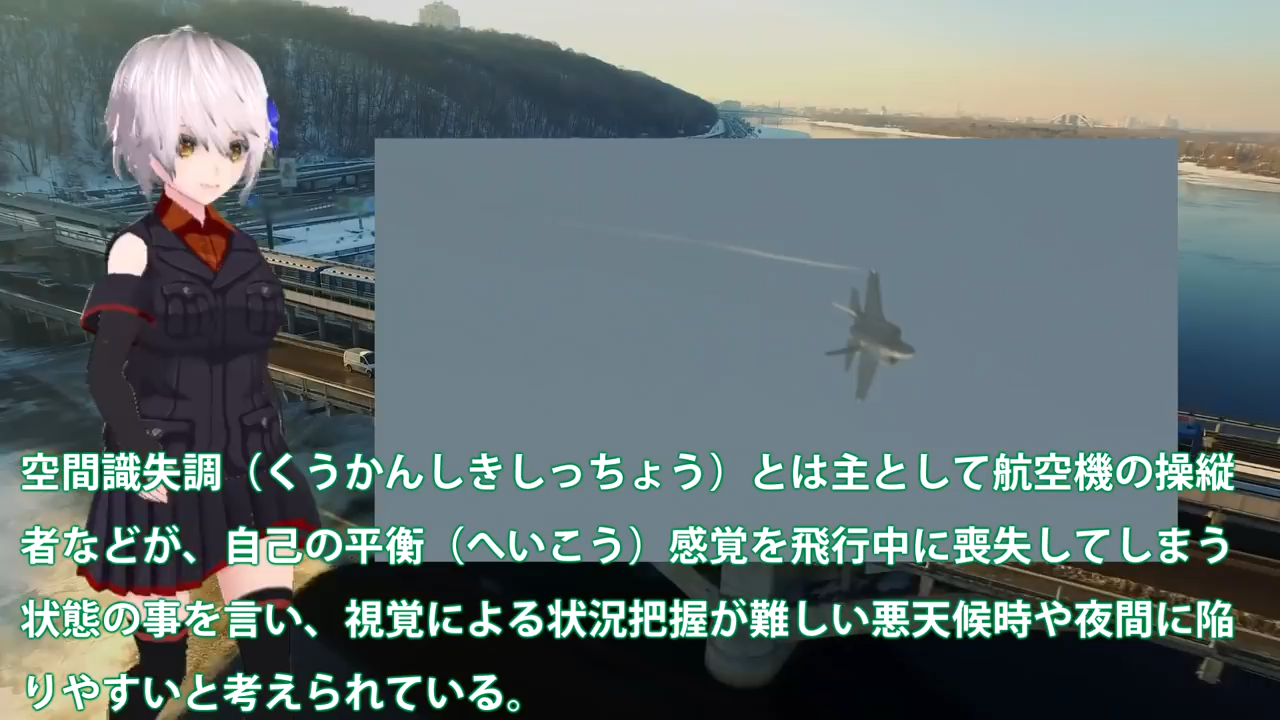 空間識失調（くうかんしきしっちょう）とは主として航空機の操縦
者などが、自己の平衡（へいこう）感覚を飛行中に喪失してしまう
状態の事を言い、視覚による状況把握が難しい悪天候時や夜間に陥
りやすいと考えられている。